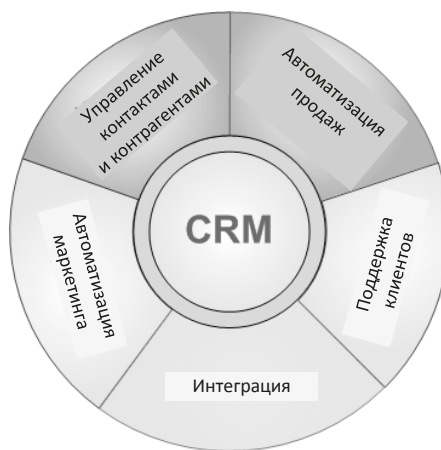 Управление
контактами
и контрагентами
Автоматизация
продаж
CRM
Автоматизация
маркетинга
Поддержка
клиентов
Интеграция